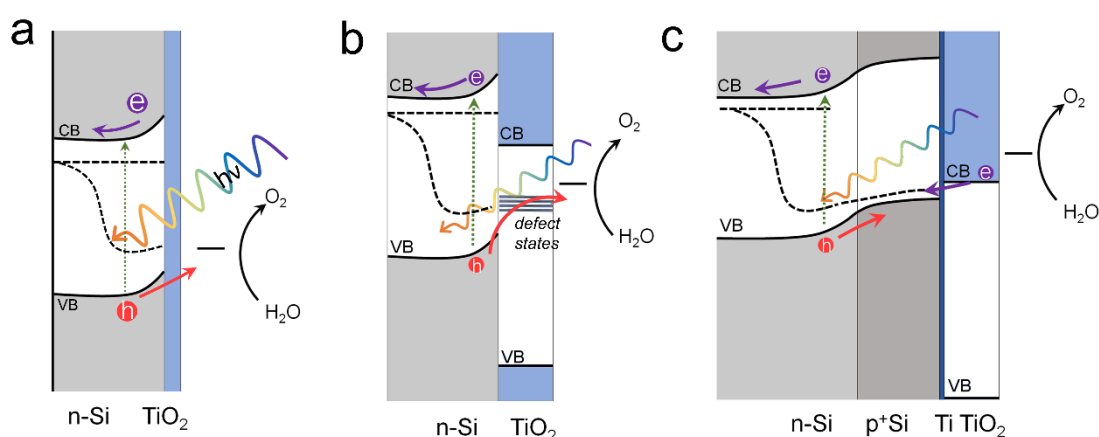 a
CB
e
hν
O₂
VB
h
H₂O
n-Si TiO₂
b
CB
e
CB
O₂
defect
states
VB
h
H₂O
VB
n-Si TiO₂
c
CB
e
O₂
CB
e
VB
h
H₂O
VB
n-Si p⁺Si Ti TiO₂